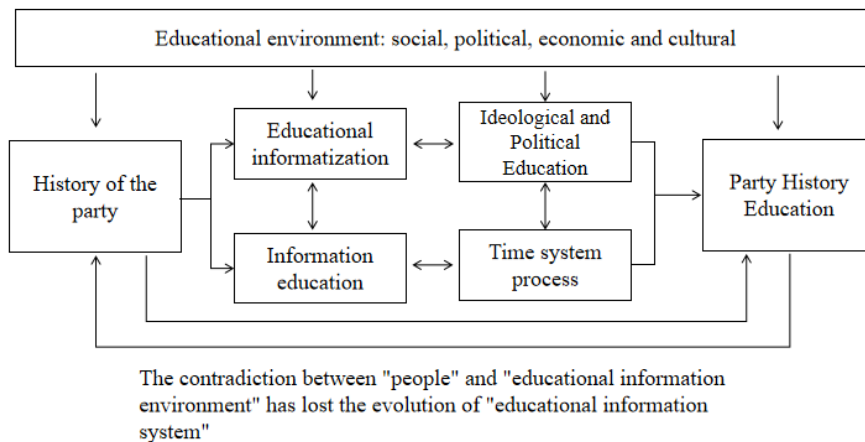 Educational environment: social, political, economic and cultural
Educational
informatization
Ideological and
Political
Education
History of the
party
Party History
Education
Information
education
Time system
process
The contradiction between "people" and "educational information
environment" has lost the evolution of "educational information
system"